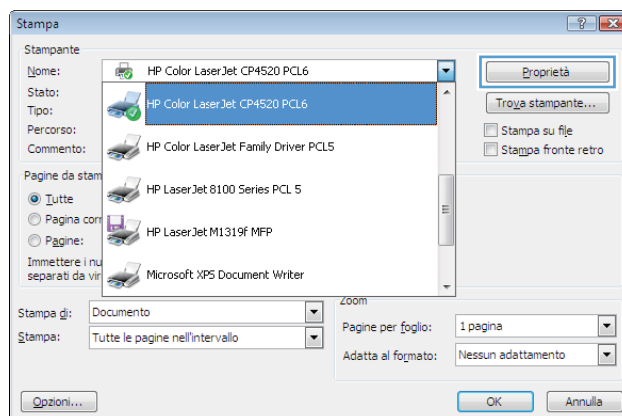 Stampa
Stampante
Nome: HP Color LaserJet CP4520 PCL6 Proprietà
Stato:
HP Color LaserJet CP4520 PCL6 Trova stampante...
Tipo:
Percorso: Stampa su file
Commento: HP Color LaserJet Family Driver PCL5 Stampa fronte retro
Pagine da stam
HP LaserJet 8100 Series PCL 5
Tutte
Pagina corr
HP LaserJet M1319f MFP
Pagine:
Immettere i nu
separati da vir Microsoft XPS Document Writer
Zoom
Stampa di: Documento
Pagine per foglio: 1 pagina
Stampa: Tutte le pagine nell'intervallo
Adatta al formato: Nessun adattamento
Opzioni... OK Annulla